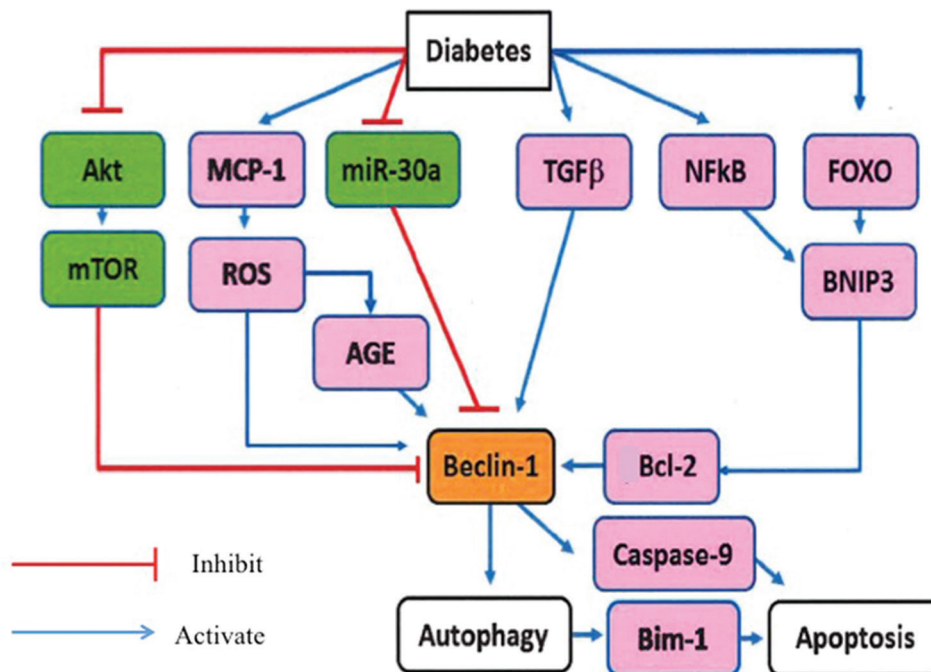 Diabetes
Akt
MCP-1
miR-30a
TGFβ
NFkB
FOXO
mTOR
ROS
BNIP3
AGE
Beclin-1
Bcl-2
Caspase-9
Inhibit
Activate
Autophagy
Bim-1
Apoptosis